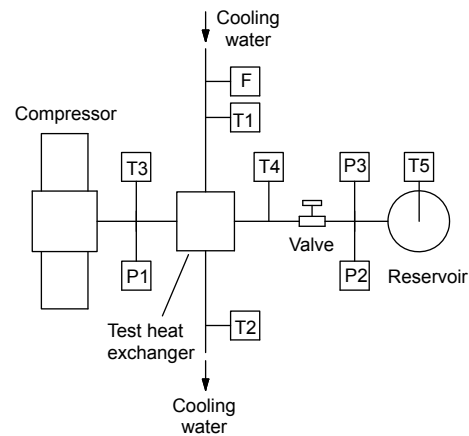 Cooling
water
F
Compressor
T1
T3
T4
P3
T5
Valve
P1
P2
Reservoir
Test heat
exchanger
T2
Cooling
water